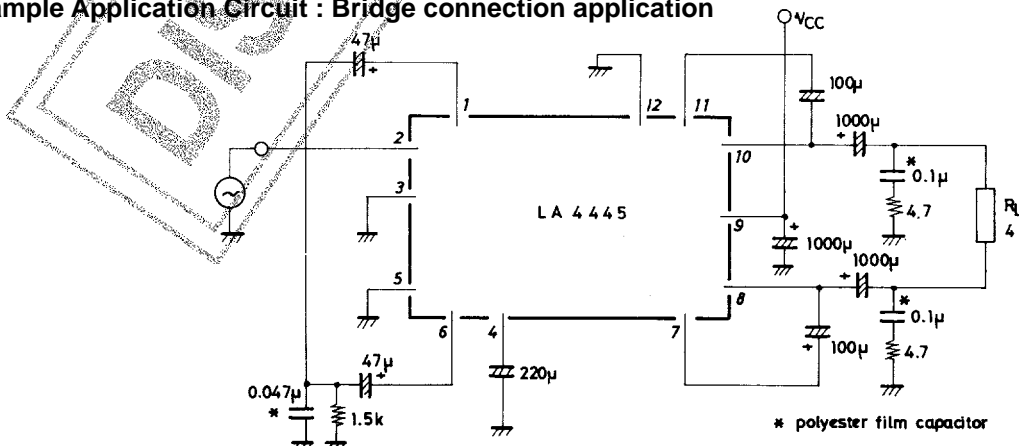 mple Application Circuit : Bridge connection application
+VCC
47μ
+
1
12
11
100μ
1000μ
+
2
10
*
0.1μ
4.7
3
LA 4445
RL
4
9
+
1000μ
1000μ
+
5
8
*
0.1μ
6
4
7
4.7
47μ
+
220μ
+
100μ
0.047μ
*
1.5k
* polyester film capacitor
DIS